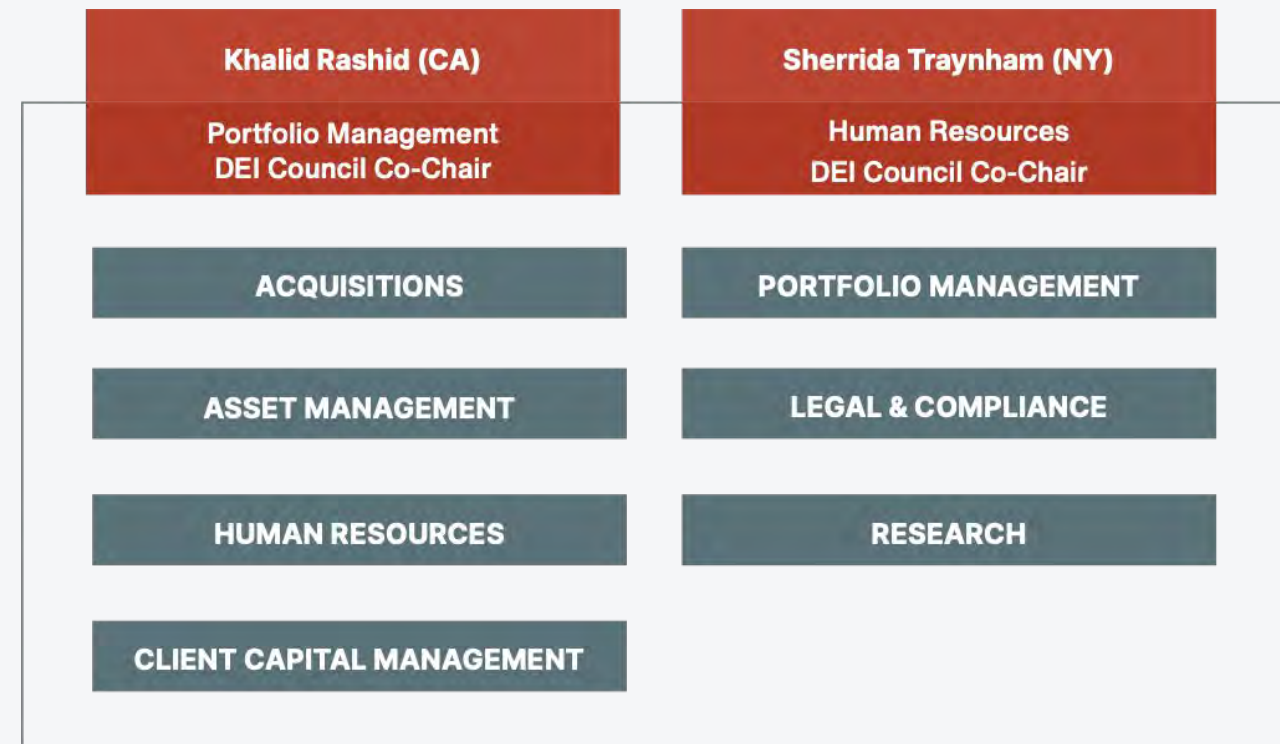 Khalid Rashid (CA)
Portfolio Management
DEI Council Co-Chair
Sherrida Traynham (NY)
Human Resources
DEI Council Co-Chair
ACQUISITIONS
PORTFOLIO MANAGEMENT
ASSET MANAGEMENT
LEGAL & COMPLIANCE
HUMAN RESOURCES
RESEARCH
CLIENT CAPITAL MANAGEMENT